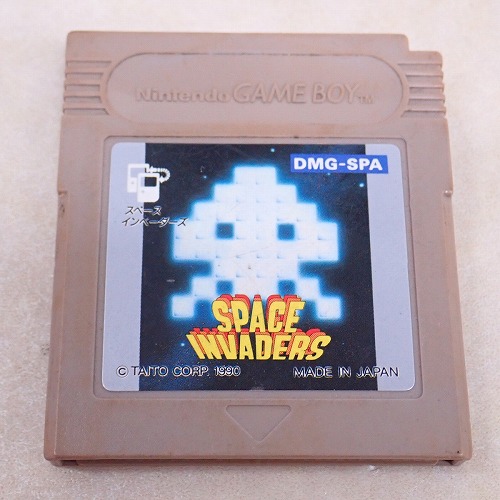 Nintendo GAME BOY™
DMG-SPA
スペース
インベーダーズ
SPACE
INVADERS
© TAITO CORP. 1990 MADE IN JAPAN